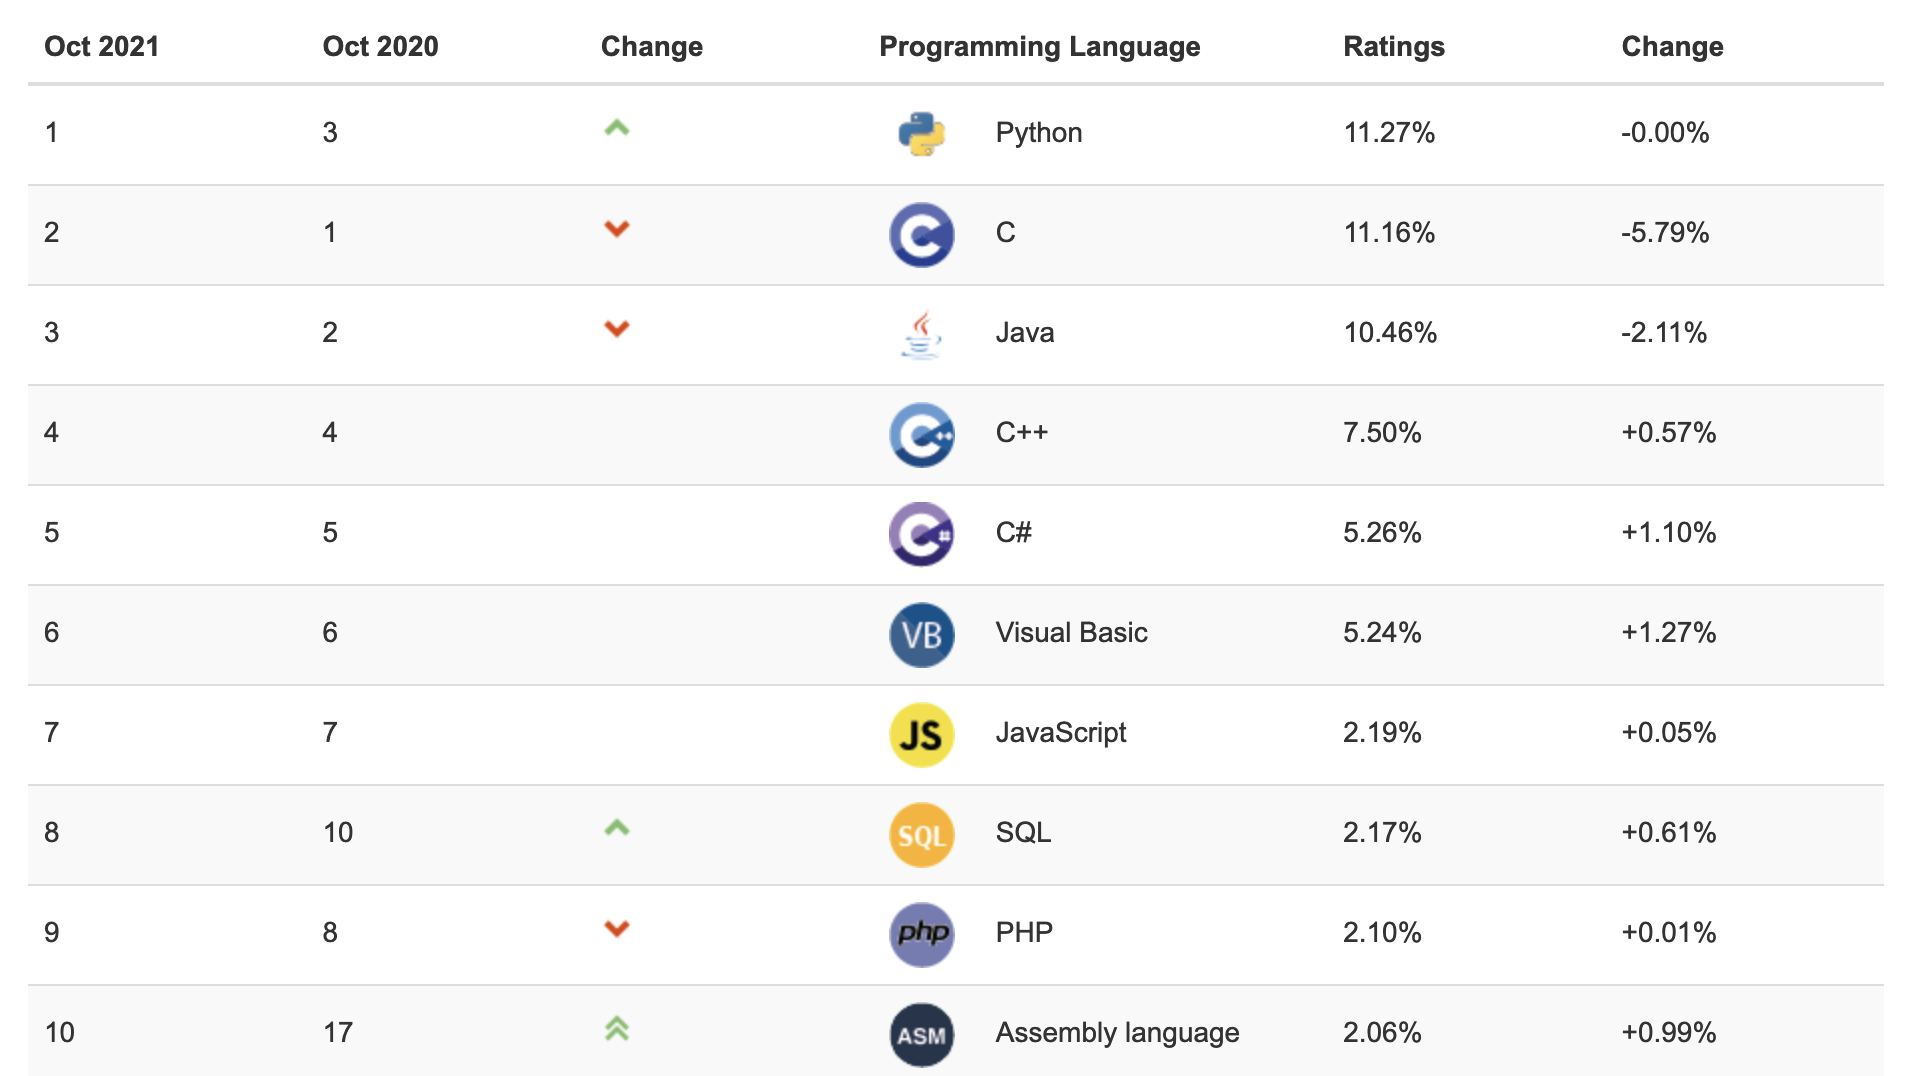 Oct 2021 Oct 2020 Change Programming Language Ratings Change
1 3 Python 11.27% -0.00%
2 1 C 11.16% -5.79%
3 2 Java 10.46% -2.11%
4 4 C++ 7.50% +0.57%
5 5 C# 5.26% +1.10%
6 6 VB Visual Basic 5.24% +1.27%
7 7 JS JavaScript 2.19% +0.05%
8 10 SQL SQL 2.17% +0.61%
9 8 php PHP 2.10% +0.01%
10 17 ASM Assembly language 2.06% +0.99%